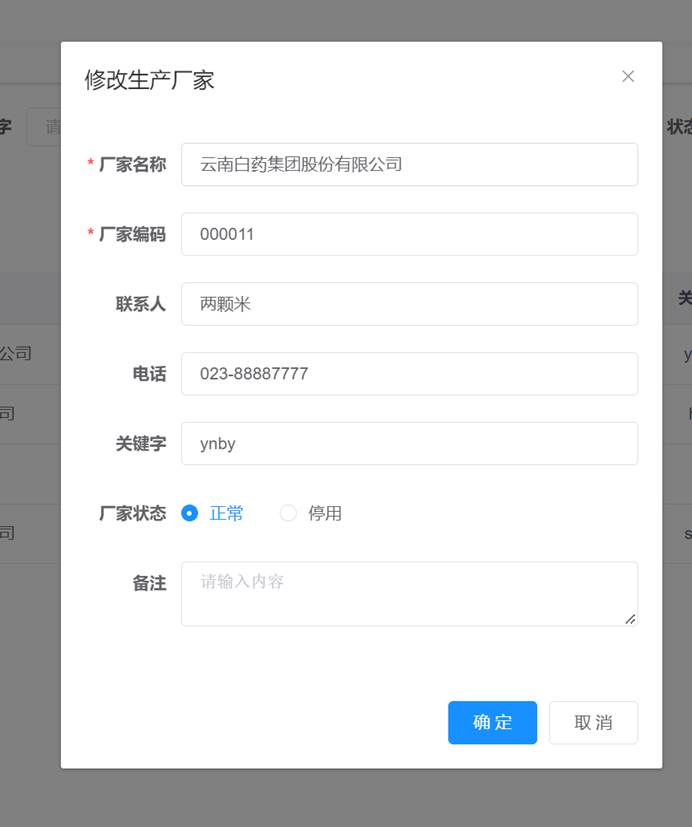 修改生产厂家
字
请
状态
* 厂家名称 云南白药集团股份有限公司
* 厂家编码 000011
关
联系人 两颗米
公司
y
电话 023-88887777
司
h
关键字 ynby
厂家状态 正常 停用
司
s
备注 请输入内容
确定 取消